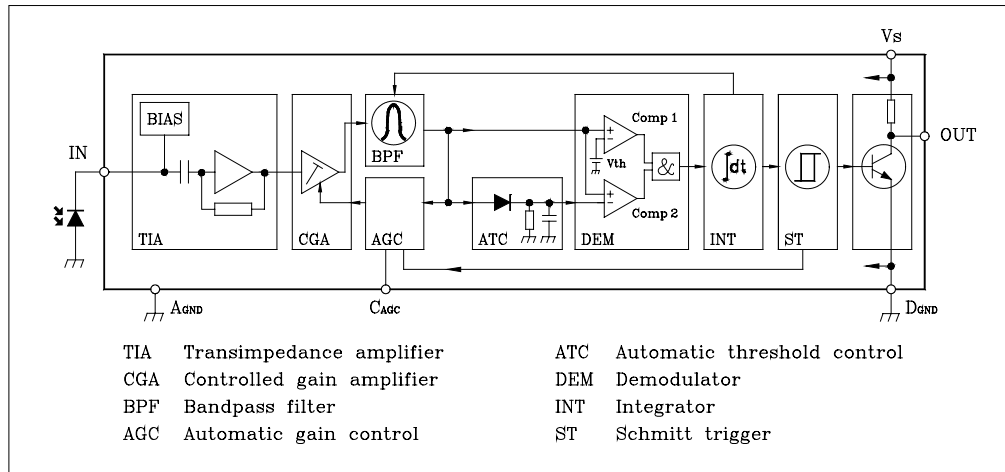 Vs
BIAS
Comp 1
IN
BPF
Vth
&
∫dt
OUT
Comp 2
TIA
CGA
AGC
ATC
DEM
INT
ST
AGND
CAGC
DGND
TIA Transimpedance amplifier
CGA Controlled gain amplifier
BPF Bandpass filter
AGC Automatic gain control
ATC Automatic threshold control
DEM Demodulator
INT Integrator
ST Schmitt trigger